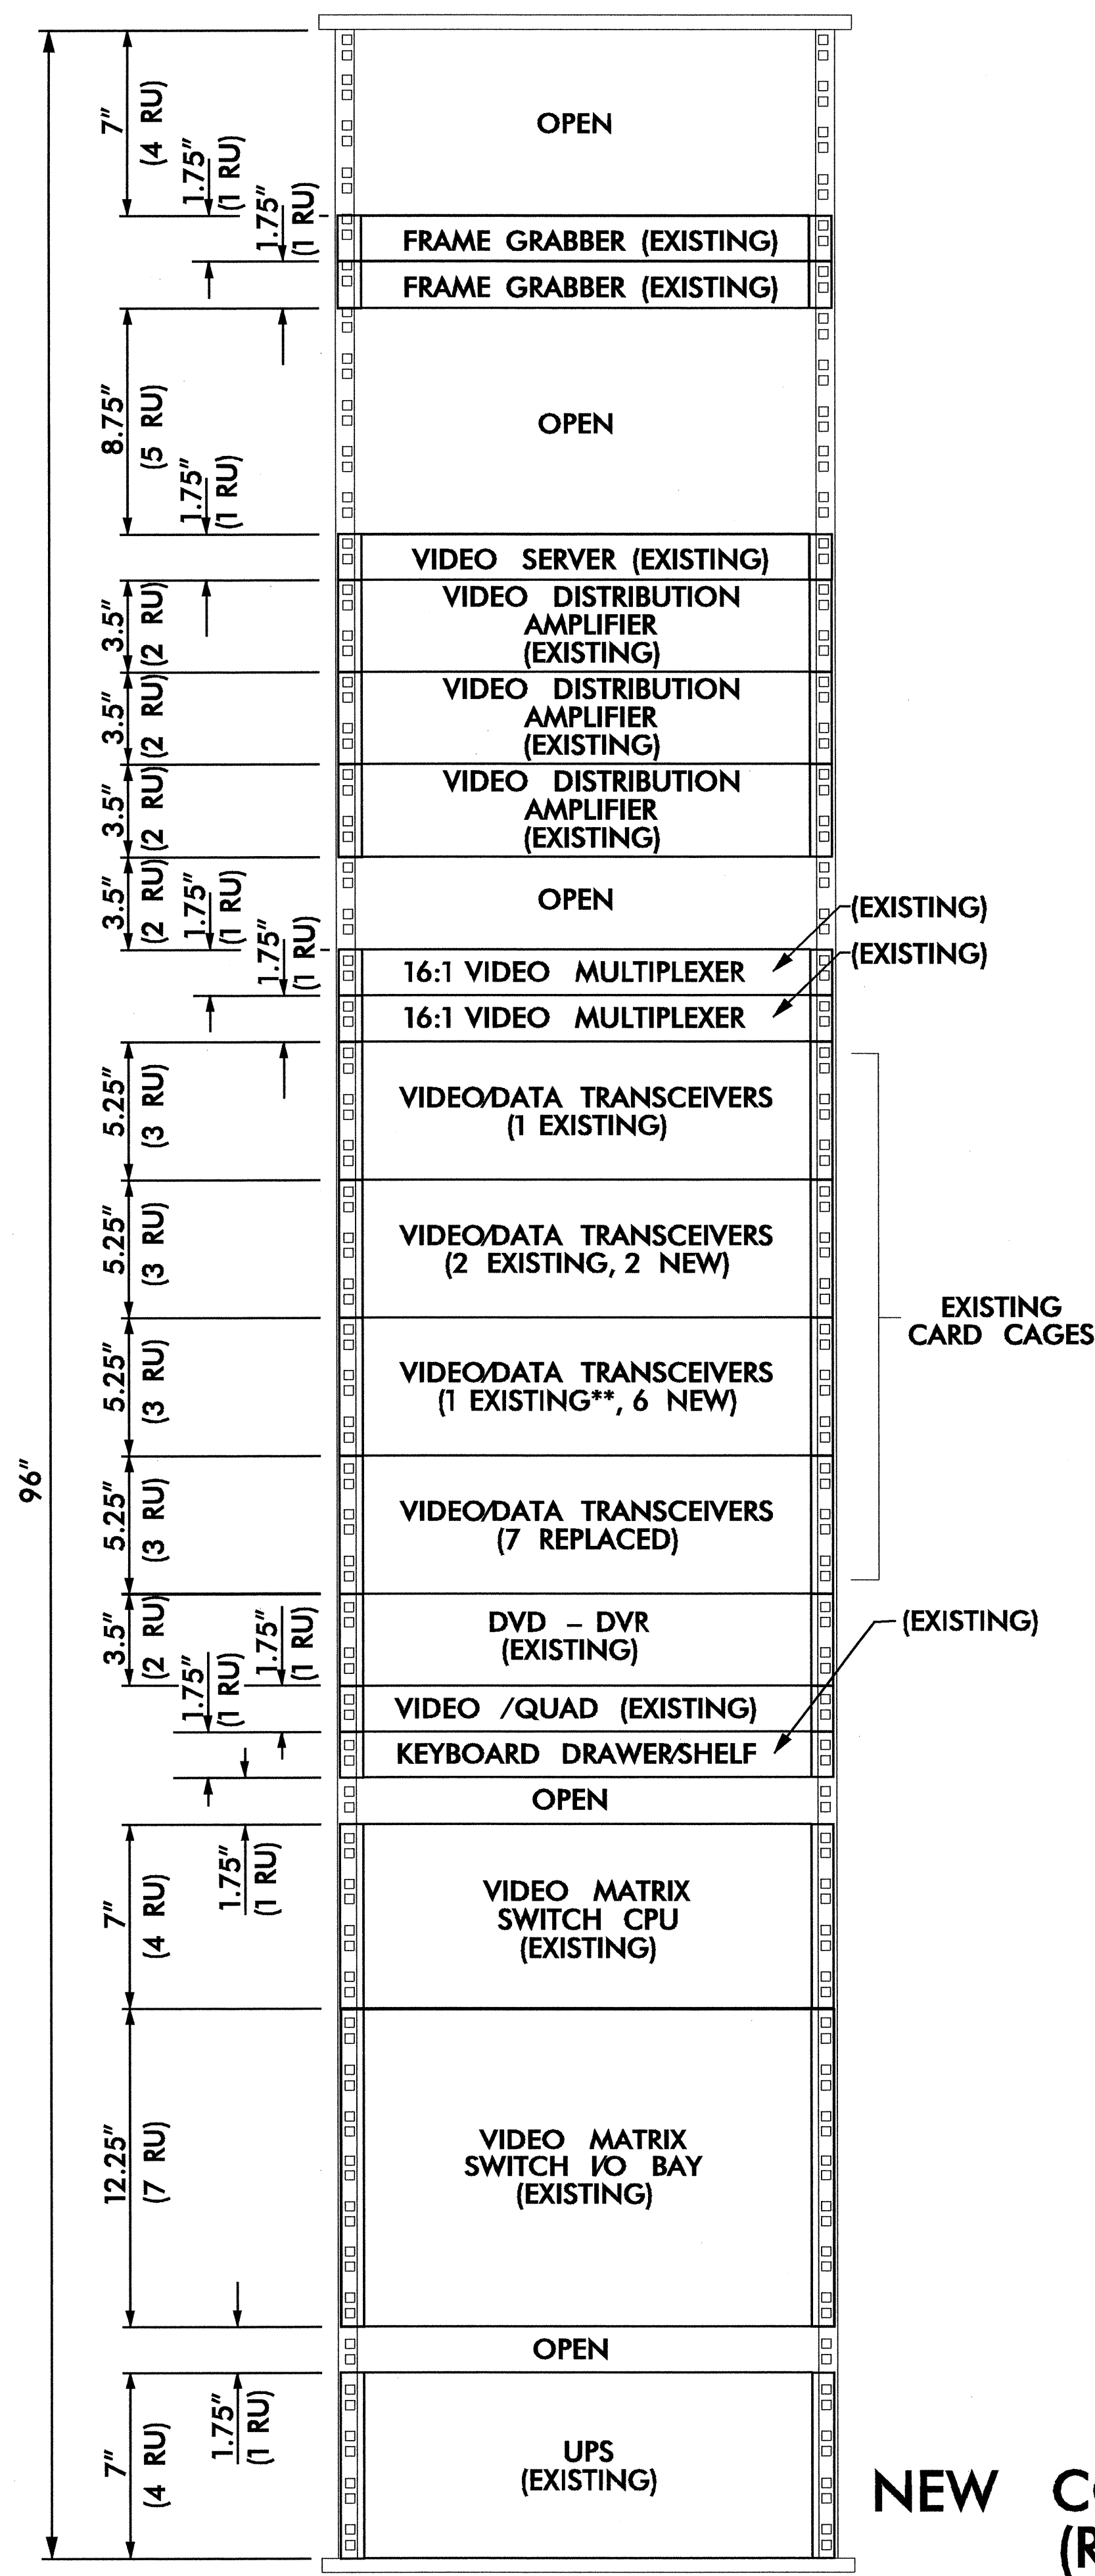 96"
7"
(4 RU)
OPEN
1.75"
(1 RU)
1.75"
(1 RU)
FRAME GRABBER (EXISTING)
FRAME GRABBER (EXISTING)
8.75"
(5 RU)
OPEN
1.75"
(1 RU)
VIDEO SERVER (EXISTING)
3.5"
(2 RU)
VIDEO DISTRIBUTION
AMPLIFIER
(EXISTING)
3.5"
(2 RU)
VIDEO DISTRIBUTION
AMPLIFIER
(EXISTING)
3.5"
(2 RU)
VIDEO DISTRIBUTION
AMPLIFIER
(EXISTING)
3.5"
(2 RU)
OPEN
1.75"
(1 RU)
1.75"
(1 RU)
(EXISTING)
(EXISTING)
16:1 VIDEO MULTIPLEXER
16:1 VIDEO MULTIPLEXER
5.25"
(3 RU)
VIDEO/DATA TRANSCEIVERS
(1 EXISTING)
5.25"
(3 RU)
VIDEO/DATA TRANSCEIVERS
(2 EXISTING, 2 NEW)
EXISTING
CARD CAGES
5.25"
(3 RU)
VIDEO/DATA TRANSCEIVERS
(1 EXISTING**, 6 NEW)
5.25"
(3 RU)
VIDEO/DATA TRANSCEIVERS
(7 REPLACED)
3.5"
(2 RU)
DVD - DVR
(EXISTING)
(EXISTING)
1.75"
(1 RU)
1.75"
(1 RU)
VIDEO /QUAD (EXISTING)
KEYBOARD DRAWER/SHELF
OPEN
1.75"
(1 RU)
7"
(4 RU)
VIDEO MATRIX
SWITCH CPU
(EXISTING)
12.25"
(7 RU)
VIDEO MATRIX
SWITCH I/O BAY
(EXISTING)
OPEN
1.75"
(1 RU)
7"
(4 RU)
UPS
(EXISTING)
NEW